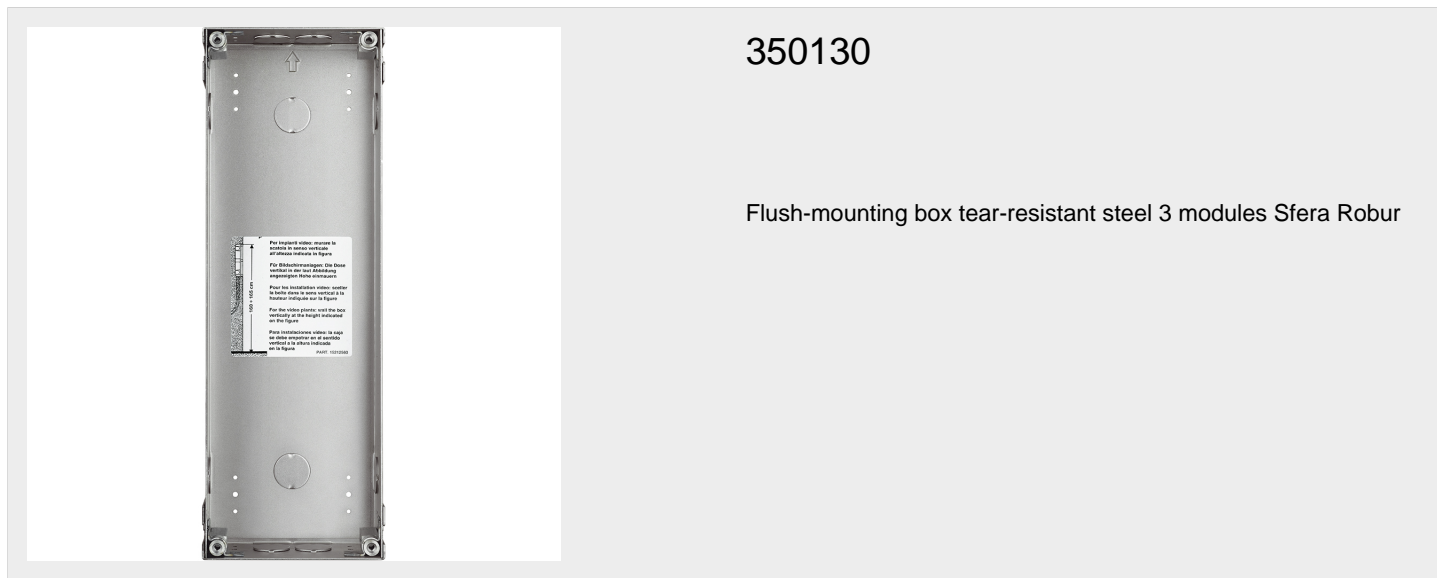 350130
Flush-mounting box tear-resistant steel 3 modules Sfera Robur
Per impianti video: murare la
scatola in senso verticale
all'altezza indicata in figura
Für Bildschirmanlagen: Die Dose
vertikal in der laut Abbildung
angezeigten Höhe einmauern
Pour les installation video: sceller
la boîte dans le sens vertical à la
hauteur indiquée sur la figure
For the video plants: wall the box
vertically at the height indicated
on the figure
Para instalaciones video: la caja
se debe empotrar en el sentido
vertical a la altura indicada
en la figura